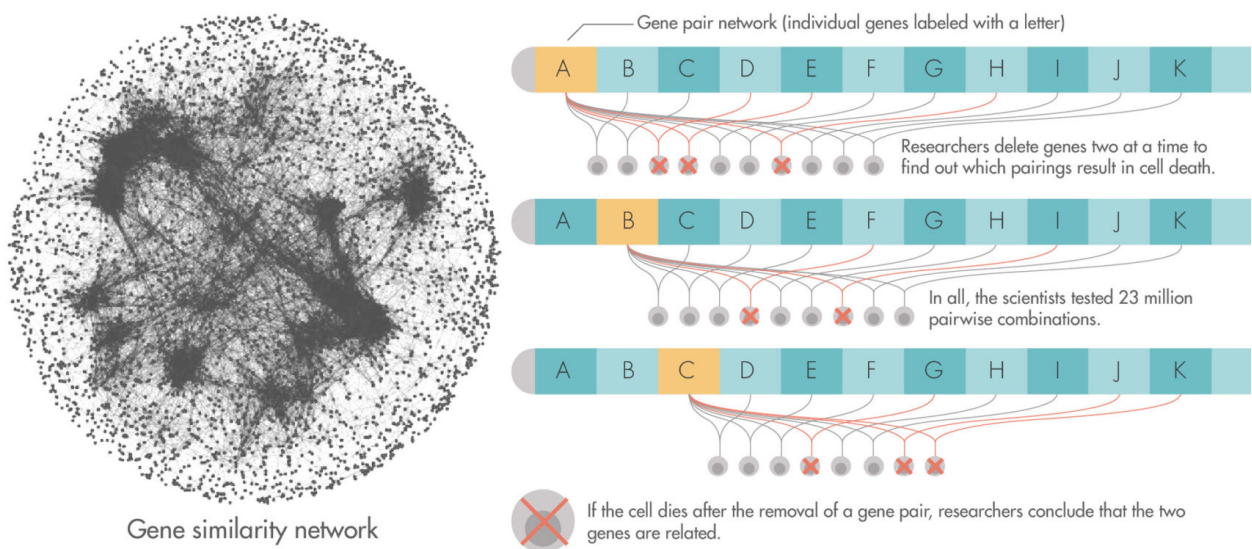 Gene pair network (individual genes labeled with a letter)
A B C D E F G H I J K
Researchers delete genes two at a time to
find out which pairings result in cell death.
A B C D E F G H I J K
In all, the scientists tested 23 million
pairwise combinations.
A B C D E F G H I J K
Gene similarity network
If the cell dies after the removal of a gene pair, researchers conclude that the two
genes are related.